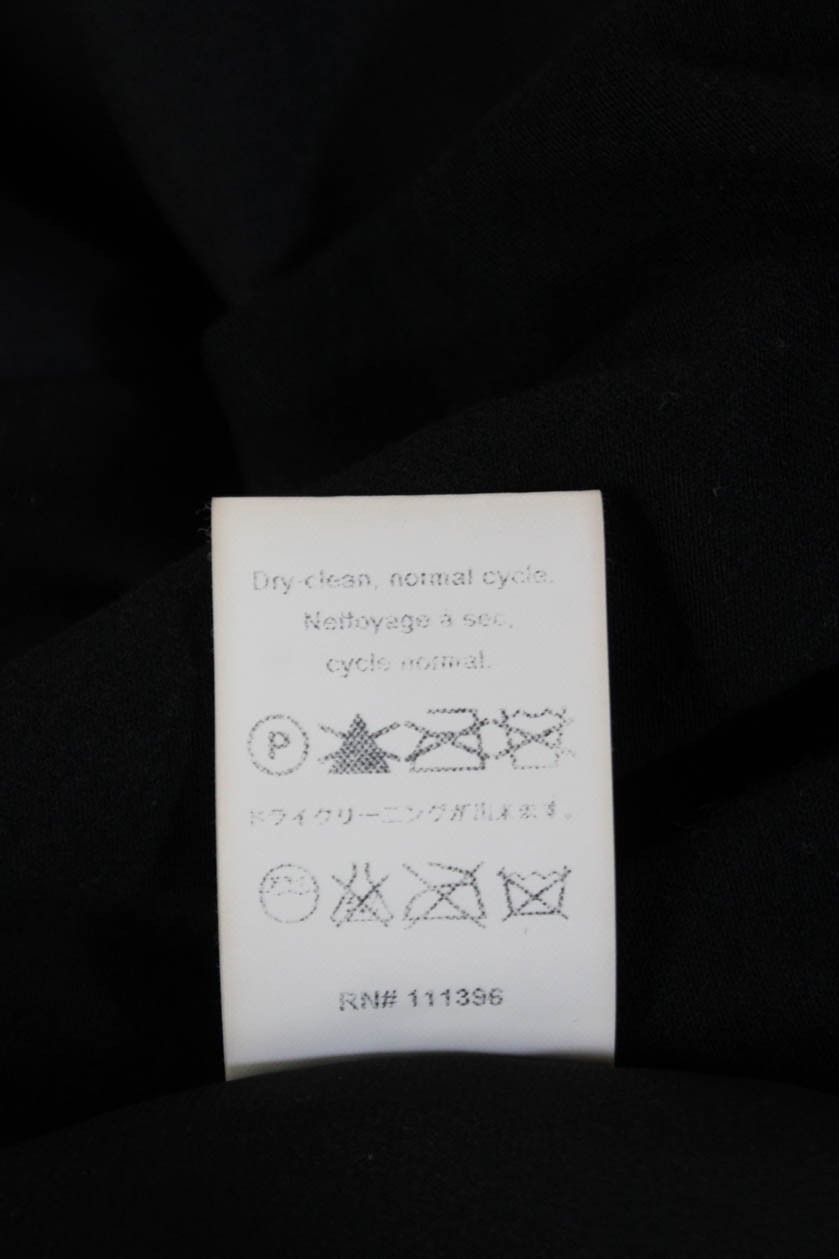 Dry-clean, normal cycle.
Nettoyage à sec,
cycle normal.
P
ドライクリーニングが出来ます。
RN# 111396